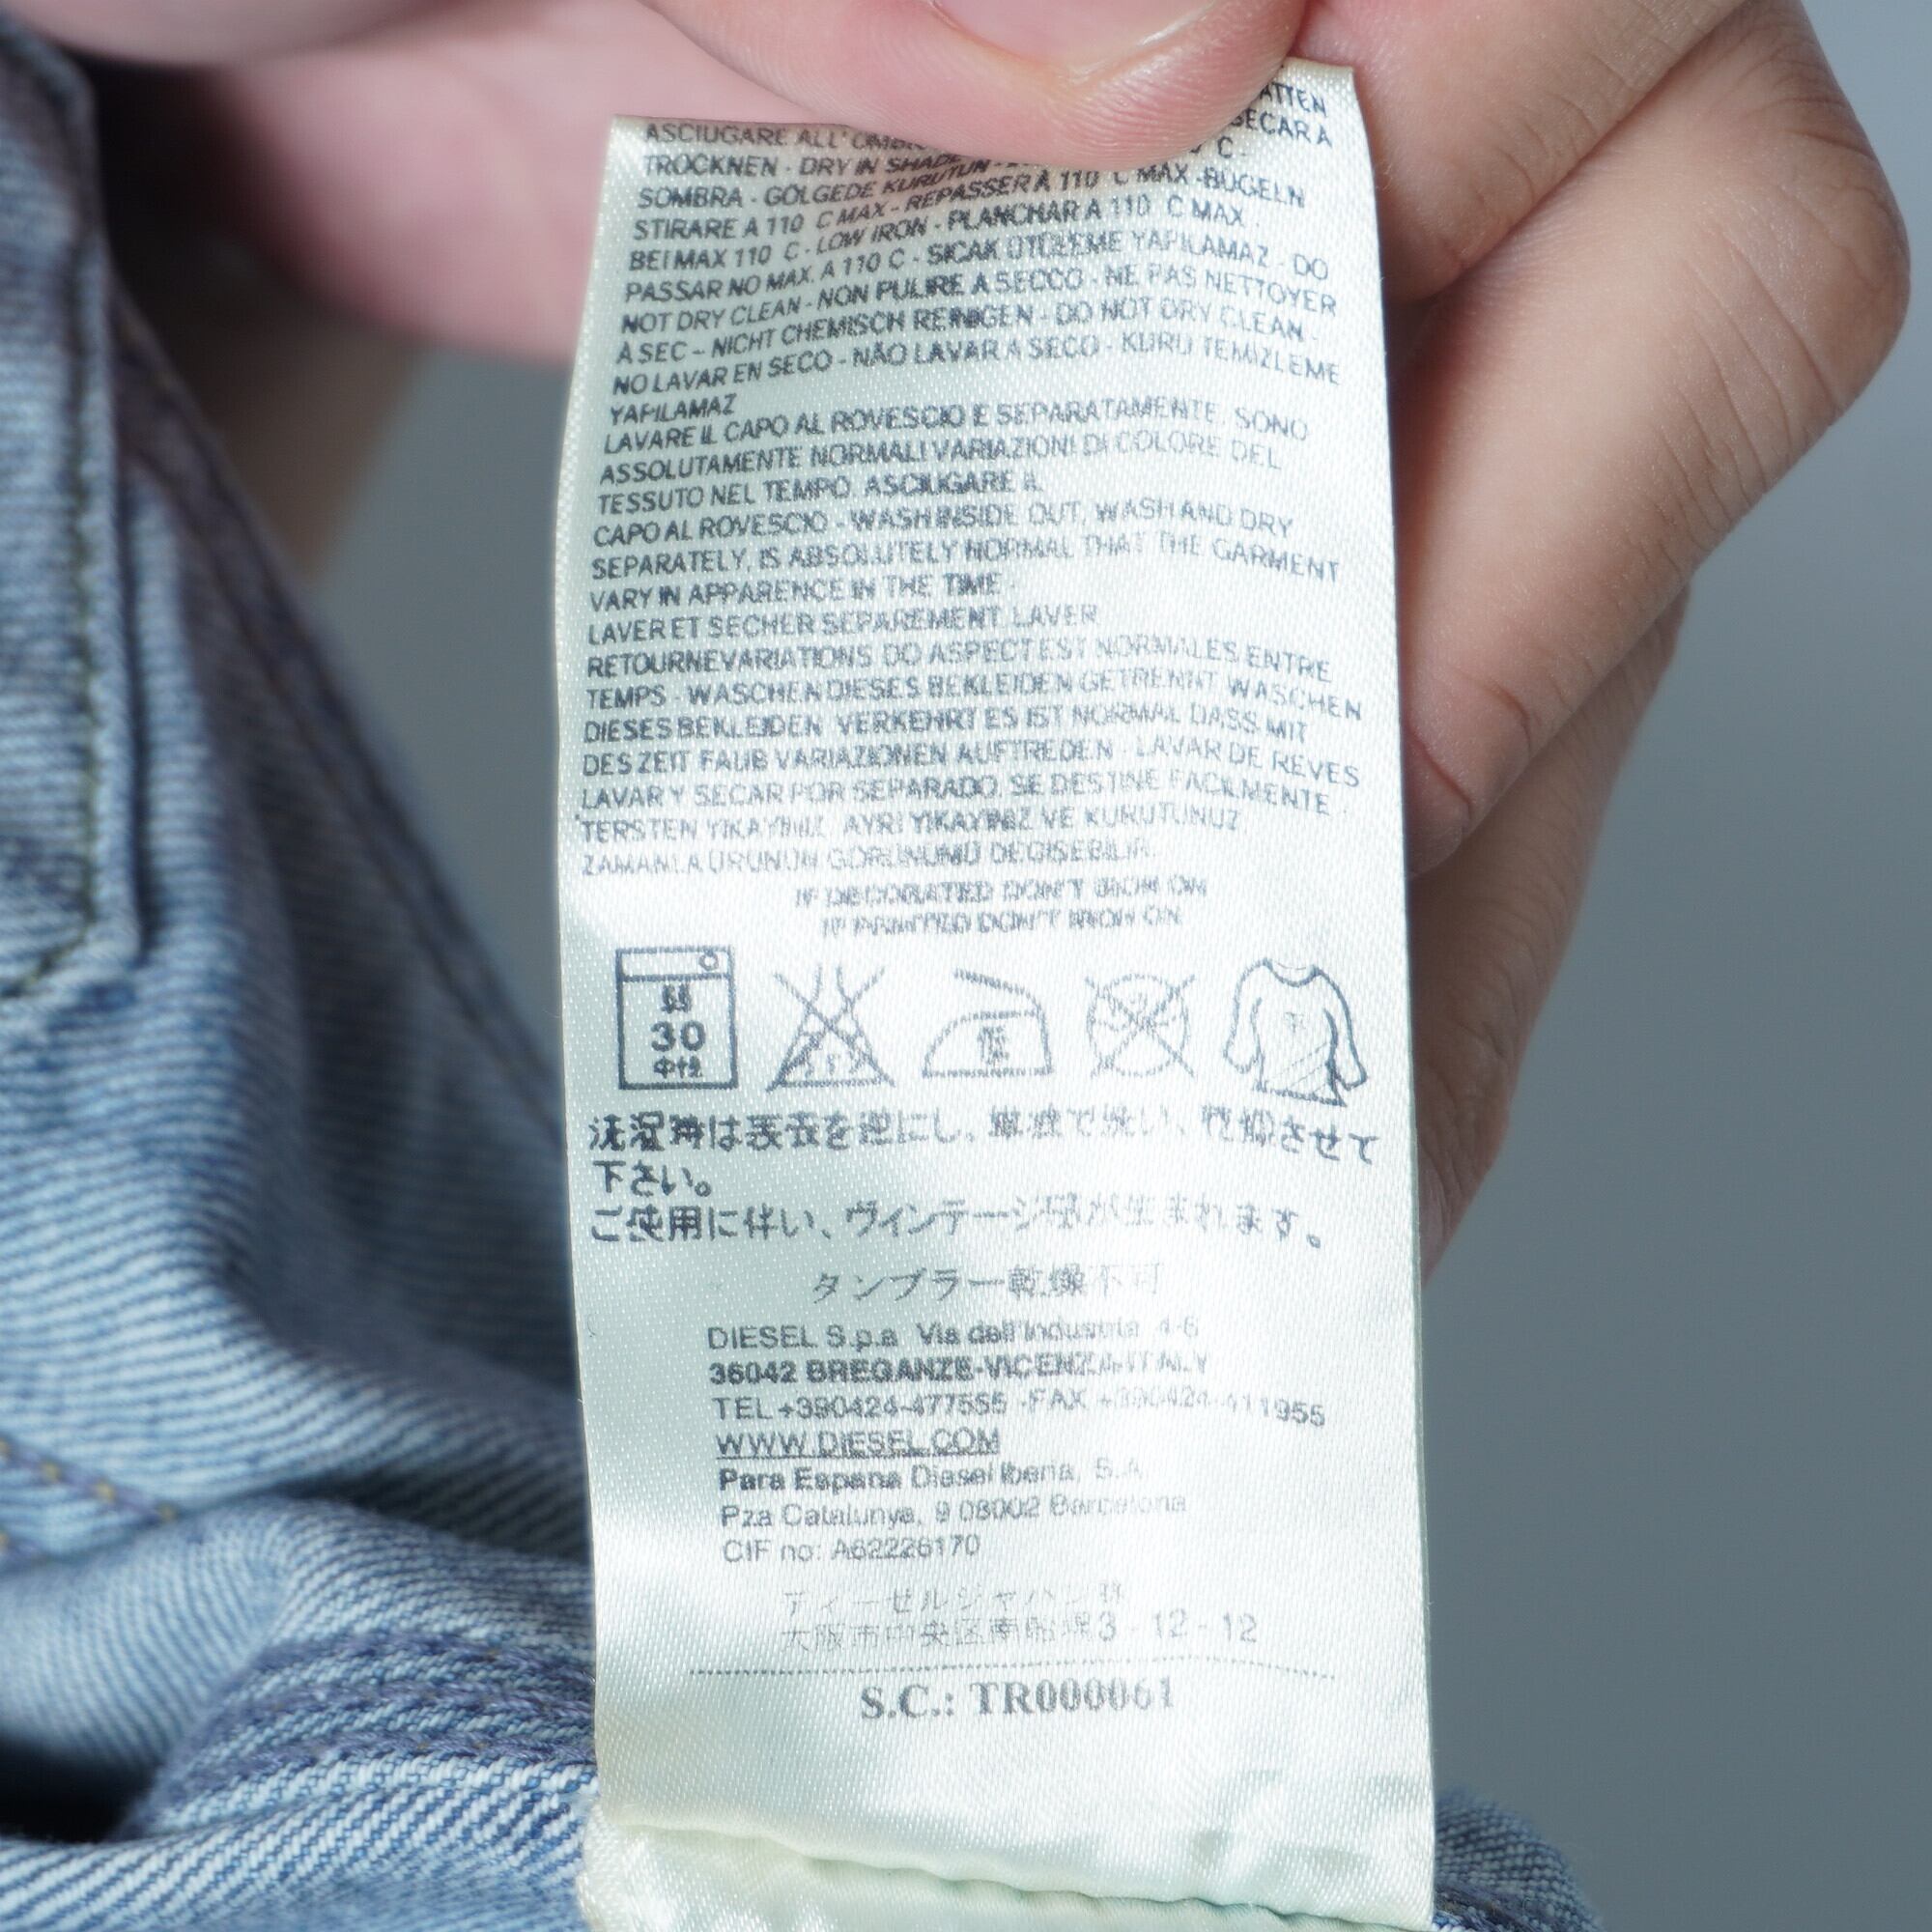 ATTEN
ASCIUGARE ALL' OMBR SECAR A
TROCKNEN - DRY IN SHADE C -
SOMBRA - GÖLGEDE KURUTUN -
STIRARE A 110 C MAX - REPASSER A 110 C MAX -BÜGELN
BEI MAX 110 C - LOW IRON - PLANCHAR A 110 C MAX -
PASSAR NO MAX. A 110 C - SICAK ÜTÜLEME YAPILAMAZ - DO
NOT DRY CLEAN - NON PULIRE A SECCO - NE PAS NETTOYER
A SEC - NICHT CHEMISCH REINIGEN - DO NOT DRY CLEAN -
NO LAVAR EN SECO - NÃO LAVAR A SECO - KURU TEMIZLEME
YAPILAMAZ
LAVARE IL CAPO AL ROVESCIO E SEPARATAMENTE. SONO
ASSOLUTAMENTE NORMALI VARIAZIONI DI COLORE DEL
TESSUTO NEL TEMPO. ASCIUGARE IL
CAPO AL ROVESCIO - WASH INSIDE OUT, WASH AND DRY
SEPARATELY. IS ABSOLUTELY NORMAL THAT THE GARMENT
VARY IN APPARENCE IN THE TIME -
LAVER ET SECHER SEPAREMENT LAVER
RETOURNEVARIATIONS DO ASPECT EST NORMALES ENTRE
TEMPS - WASCHEN DIESES BEKLEIDEN GETRENNT WASCHEN
DIESES BEKLEIDEN VERKEHRT ES IST NORMAL DASS MIT
DES ZEIT FAUB VARIAZIONEN AUFTREDEN - LAVAR DE REVES
LAVAR Y SECAR POR SEPARADO. SE DESTINE FACILMENTE -
TERSTEN YIKAYINIZ. AYRI YIKAYINIZ VE KURUTUNUZ
ZAMANLA ÜRÜNÜN GÖRÜNÜMÜ DEGISEBILIR.
IF DECORATED DON'T IRON ON
IF PRINTED DON'T IRON ON
30
中性
低
洗濯時は表衣を逆にし、単独で洗い、乾燥させて
下さい。
ご使用に伴い、ヴィンテージ感が生まれます。
タンブラー乾燥不可
DIESEL S.p.a Via dell'Industria 4-6
36042 BREGANZE-VICENZA-ITALY
TEL +390424-477555 -FAX +390424-411955
WWW.DIESEL.COM
Para Espana Diesel Iberia, S.A
Pza Catalunya, 9 08002 Barcelona
CIF no: A62226170
ディーゼルジャパン 株
大阪市中央区南船場3 - 12 - 12
S.C.: TR000061